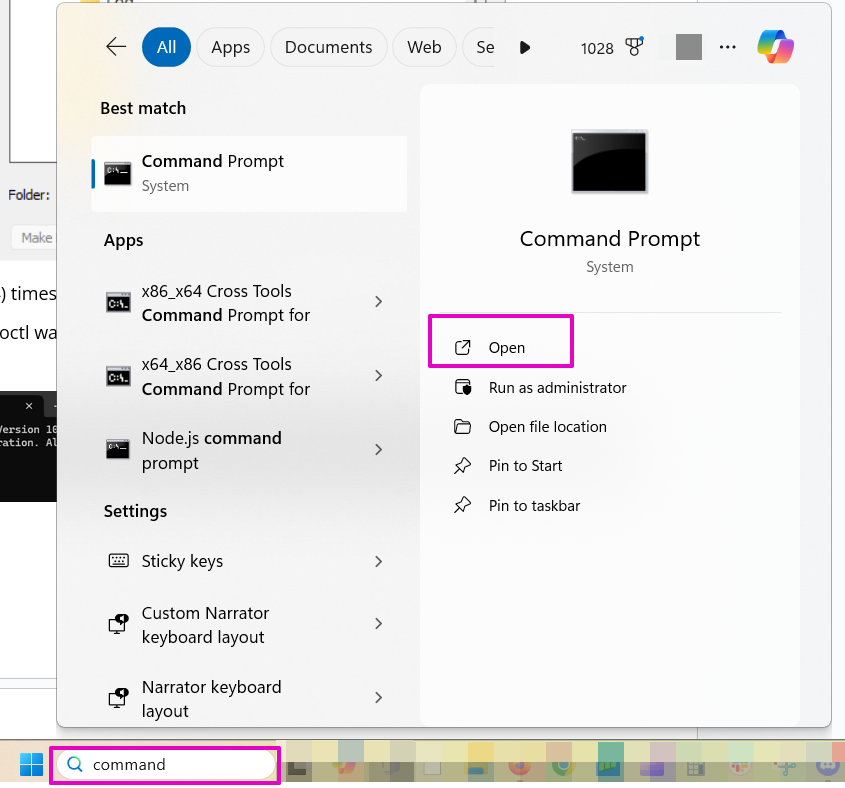 All
Apps
Documents
Web
Se
1028
Best match
Command Prompt
System
Apps
x86_x64 Cross Tools
Command Prompt for
x64_x86 Cross Tools
Command Prompt for
Node.js command
prompt
Settings
Sticky keys
Custom Narrator
keyboard layout
Narrator keyboard
layout
Command Prompt
System
Open
Run as administrator
Open file location
Pin to Start
Pin to taskbar
Folder:
Make
) times
octl wa
Version 10
ration. Al
command